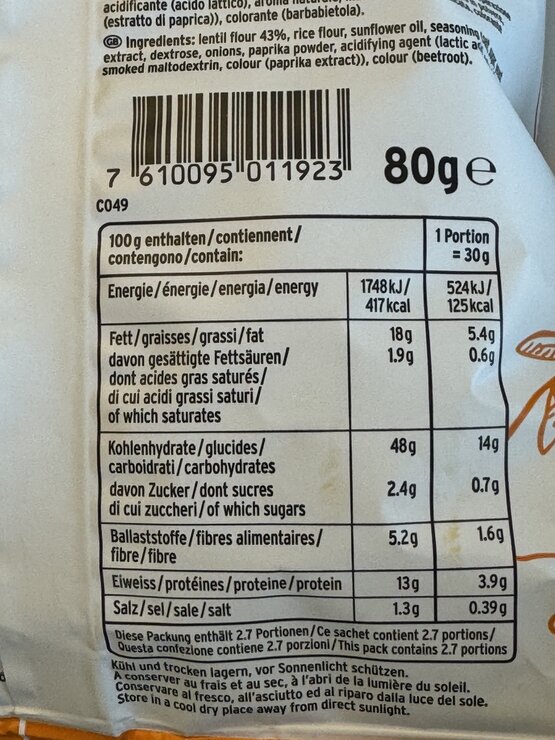 acidificante (acido lattico), aroma
(estratto di paprica)), colorante (barbabietola).
GB Ingredients: lentil flour 43%, rice flour, sunflower oil, seasoning
extract, dextrose, onions, paprika powder, acidifying agent (lactic
smoked maltodextrin, colour (paprika extract)), colour (beetroot).
7 610095 011923
80g e
C049
100g enthalten/contiennent/
contengono/contain:
1 Portion
= 30g
Energie/énergie/energia/energy
1748kJ/
417kcal
524kJ/
125kcal
Fett/graisses/grassi/fat 18g 5.4g
davon gesättigte Fettsäuren/ 1.9g 0.6g
dont acides gras saturés/
di cui acidi grassi saturi/
of which saturates
Kohlenhydrate/glucides/ 48g 14g
carboidrati/carbohydrates
davon Zucker/dont sucres 2.4g 0.7g
di cui zuccheri/of which sugars
Ballaststoffe/fibres alimentaires/ 5.2g 1.6g
fibre/fibre
Eiweiss/protéines/proteine/protein 13g 3.9g
Salz/sel/sale/salt 1.3g 0.39g
Diese Packung enthält 2.7 Portionen/Ce sachet contient 2.7 portions/
Questa confezione contiene 2.7 porzioni/This pack contains 2.7 portions
Kühl und trocken lagern, vor Sonnenlicht schützen.
A conserver au frais et au sec, à l'abri de la lumière du soleil.
Conservare al fresco, all'asciutto ed al riparo dalla luce del sole.
Store in a cool dry place away from direct sunlight.